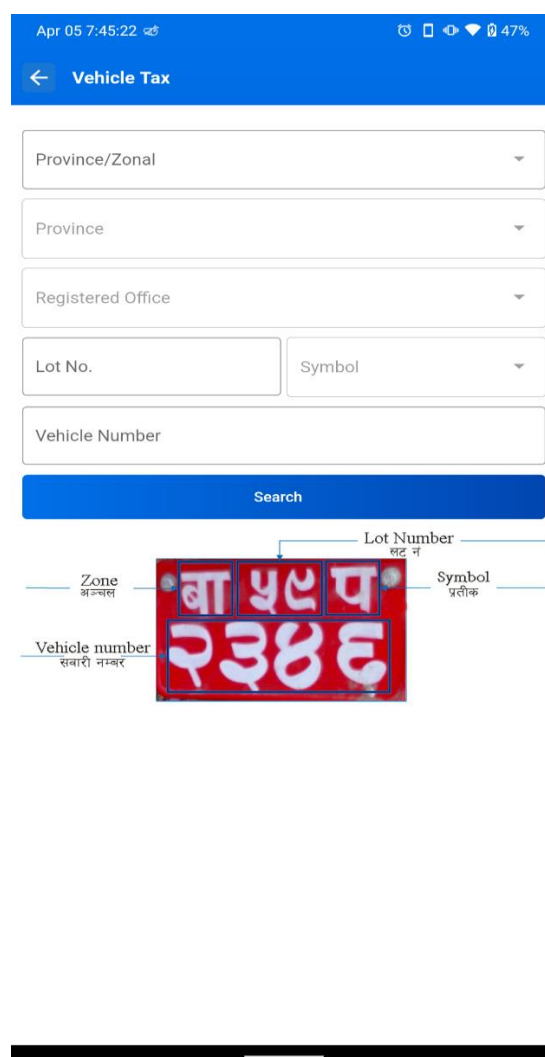 Apr 05 7:45:22
47%
Vehicle Tax
Province/Zonal
Province
Registered Office
Lot No.
Symbol
Vehicle Number
Search
Lot Number
लट नं
Zone
अञ्चल
बा ५९ प
Symbol
प्रतीक
Vehicle number
सवारी नम्बर
२३४६